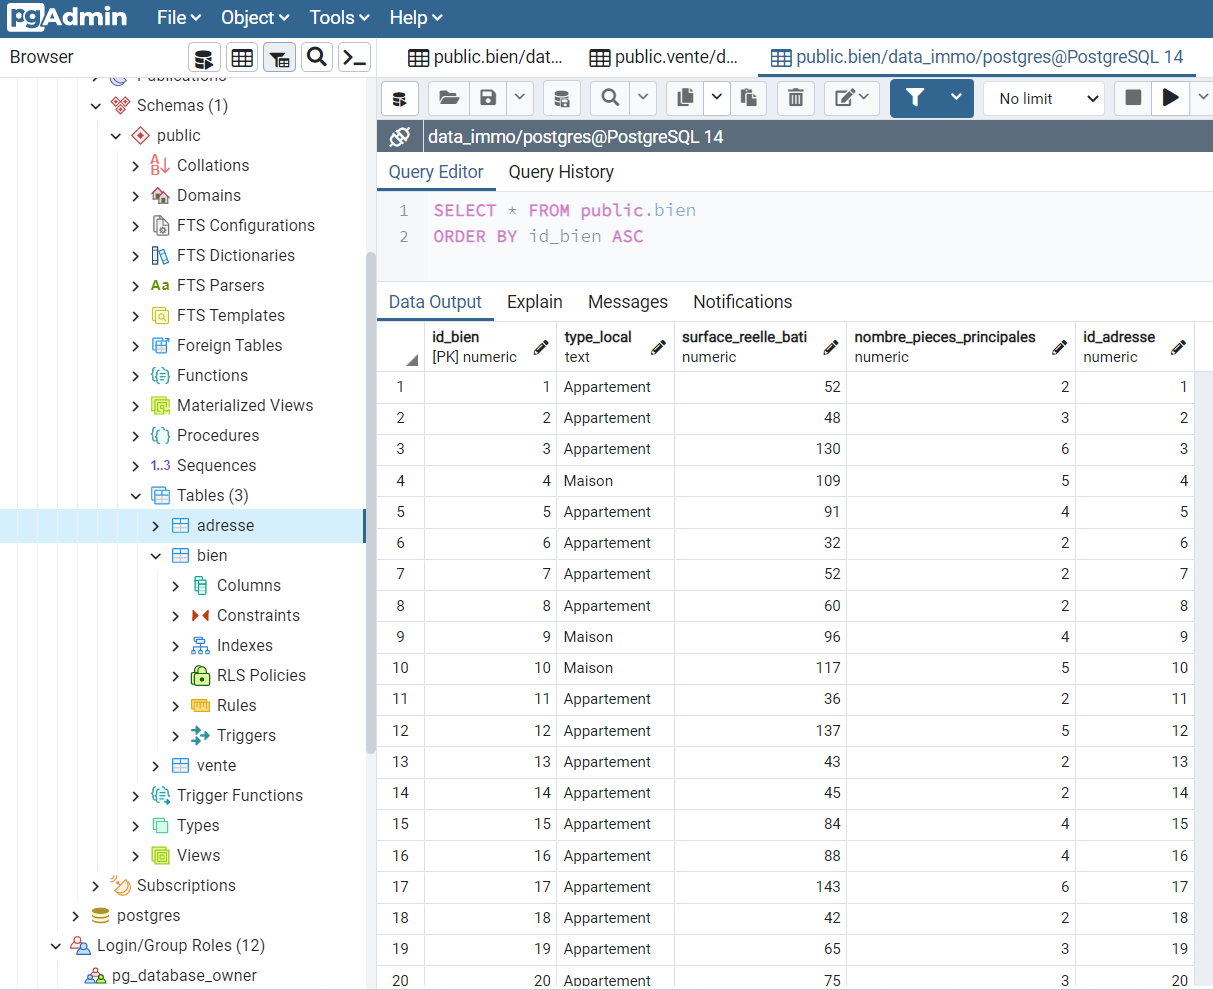 pgAdmin File Object Tools Help
Browser
public.bien/dat... public.vente/d... public.bien/data_immo/postgres@PostgreSQL 14
No limit
data_immo/postgres@PostgreSQL 14
Query Editor Query History
1 SELECT * FROM public.bien
2 ORDER BY id_bien ASC
Data Output Explain Messages Notifications
Publications
Schemas (1)
public
Collations
Domains
FTS Configurations
FTS Dictionaries
Aa FTS Parsers
FTS Templates
Foreign Tables
Functions
Materialized Views
Procedures
1..3 Sequences
Tables (3)
adresse
bien
Columns
Constraints
Indexes
RLS Policies
Rules
Triggers
vente
Trigger Functions
Types
Views
Subscriptions
postgres
Login/Group Roles (12)
pg_database_owner
id_bien type_local surface_reelle_bati nombre_pieces_principales id_adresse
[PK] numeric text numeric numeric numeric
1 1 Appartement 52 2 1
2 2 Appartement 48 3 2
3 3 Appartement 130 6 3
4 4 Maison 109 5 4
5 5 Appartement 91 4 5
6 6 Appartement 32 2 6
7 7 Appartement 52 2 7
8 8 Appartement 60 2 8
9 9 Maison 96 4 9
10 10 Maison 117 5 10
11 11 Appartement 36 2 11
12 12 Appartement 137 5 12
13 13 Appartement 43 2 13
14 14 Appartement 45 2 14
15 15 Appartement 84 4 15
16 16 Appartement 88 4 16
17 17 Appartement 143 6 17
18 18 Appartement 42 2 18
19 19 Appartement 65 3 19
20 20 Appartement 75 3 20